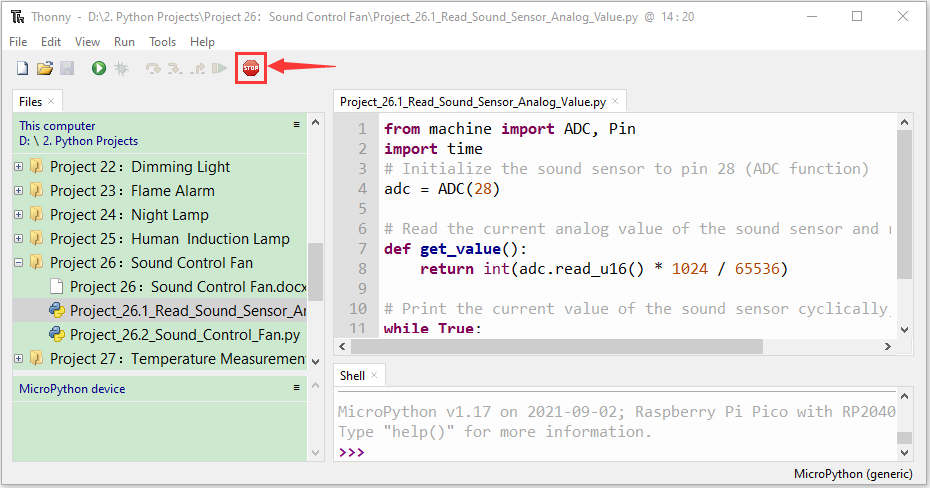 Thonny - D:\2. Python Projects\Project 26：Sound Control Fan\Project_26.1_Read_Sound_Sensor_Analog_Value.py @ 14 : 20
File Edit View Run Tools Help
STOP
Files
This computer
D: \ 2. Python Projects
Project 22：Dimming Light
Project 23：Flame Alarm
Project 24：Night Lamp
Project 25：Human Induction Lamp
Project 26：Sound Control Fan
Project 26：Sound Control Fan.docx
Project_26.1_Read_Sound_Sensor_Ar
Project_26.2_Sound_Control_Fan.py
Project 27：Temperature Measuremen
MicroPython device
Project_26.1_Read_Sound_Sensor_Analog_Value.py
1 from machine import ADC, Pin
2 import time
3 # Initialize the sound sensor to pin 28 (ADC function)
4 adc = ADC(28)
5
6 # Read the current analog value of the sound sensor and
7 def get_value():
8 return int(adc.read_u16() * 1024 / 65536)
9
10 # Print the current value of the sound sensor cyclically
11 while True:
Shell
MicroPython v1.17 on 2021-09-02; Raspberry Pi Pico with RP2040
Type "help()" for more information.
>>>
MicroPython (generic)